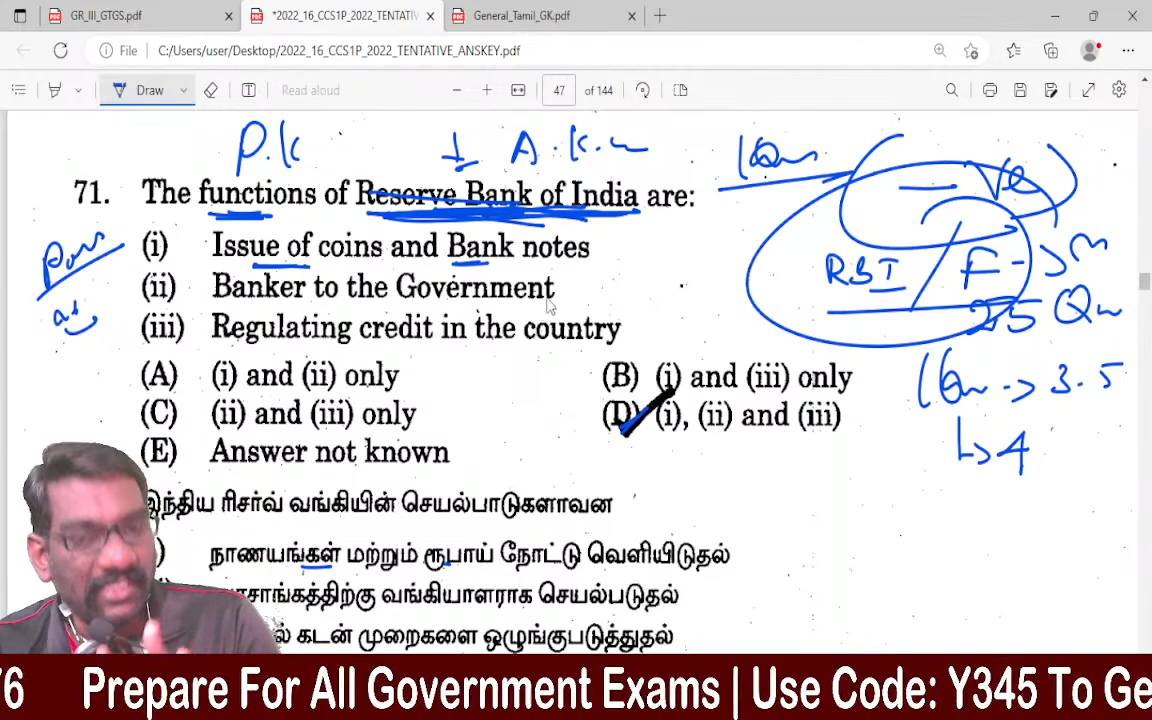 GR_III_GTGS.pdf
*2022_16_CCS1P_2022_TENTATIV
General_Tamil_GK.pdf
File
C:/Users/user/Desktop/2022_16_CCS1P_2022_TENTATIVE_ANSKEY.pdf
Draw
Read aloud
47
of 144
P.K
I
-ve
71. The functions of Reserve Bank of India are:
(i) Issue of coins and Bank notes
(ii) Banker to the Government
(iii) Regulating credit in the country
(A) (i) and (ii) only
(B) (i) and (iii) only
(C) (ii) and (iii) only
(D) (i), (ii) and (iii)
(E) Answer not known
RBI / F
25
3.5
4
இந்திய ரிசர்வ் வங்கியின் செயல்பாடுகளாவன
நாணயங்கள் மற்றும் ரூபாய் நோட்டு வெளியிடுதல்
வங்கியாளராக செயல்படுதல்
கடன் முறைகளை ஒழுங்குபடுத்துதல்
76 Prepare For All Government Exams | Use Code: Y345 To Ge